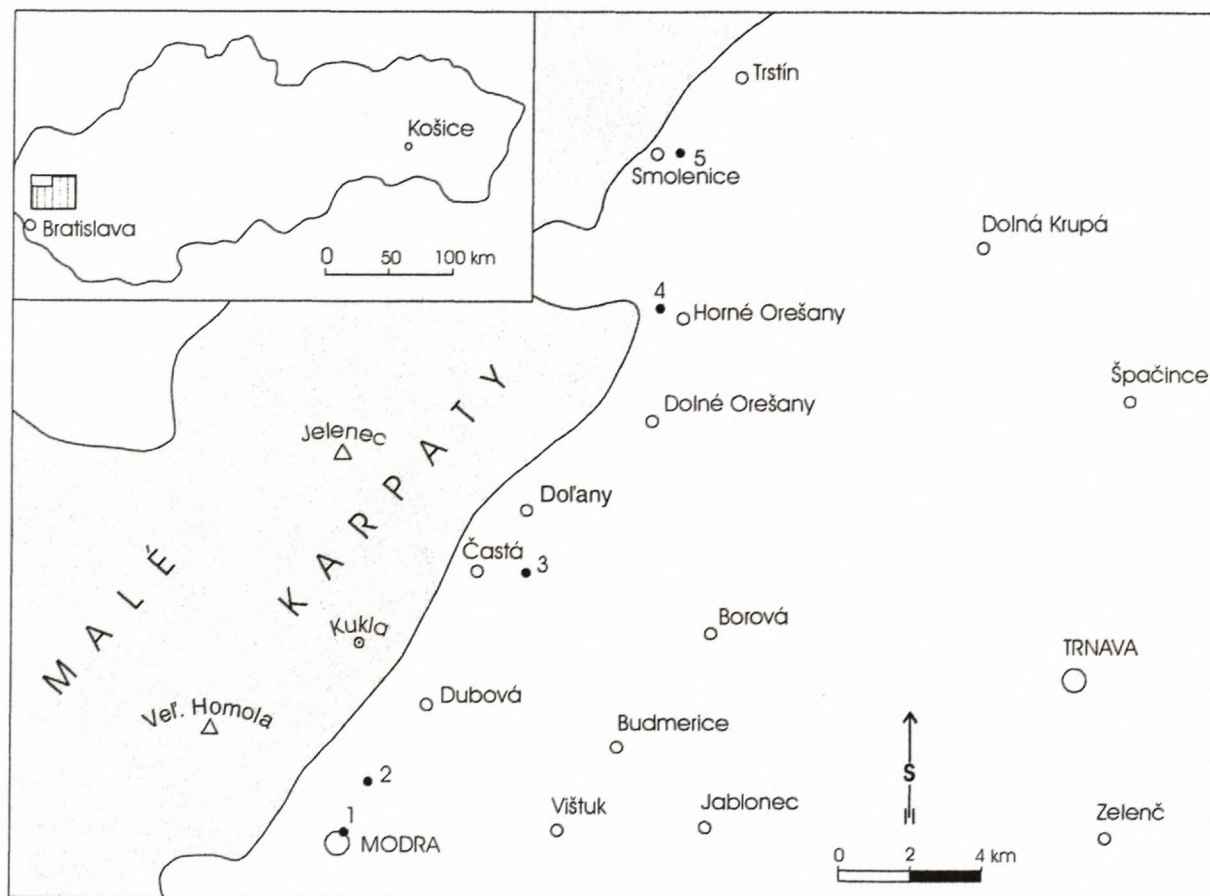 Košice
Bratislava
0 50 100 km
Trstín
5
Smolenice
Dolná Krupá
4
Horné Orešany
Špačince
Dolné Orešany
Jelenec
MALÉ
KARPATY
Doľany
Častá
3
Kukla
Borová
TRNAVA
Dubová
Veľ. Homola
Budmerice
S
2
1
MODRA
Vištuk
Jablonec
Zelenč
0 2 4 km